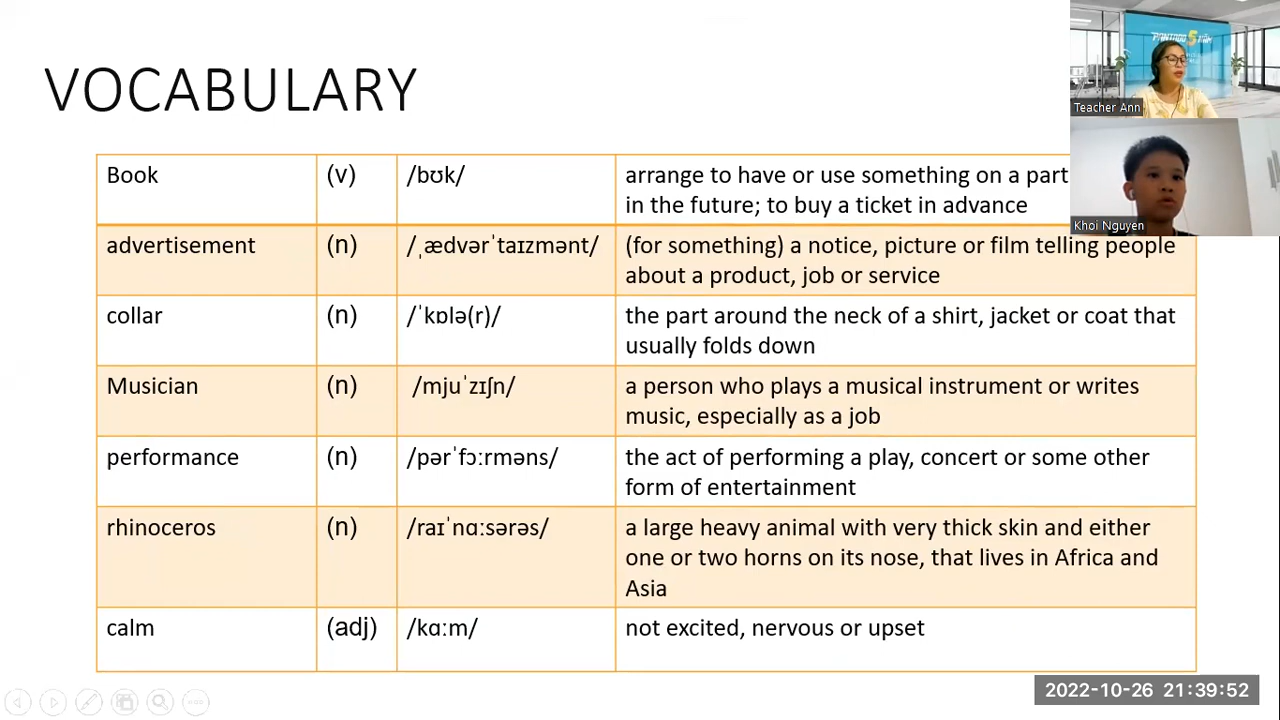 VOCABULARY
Teacher Ann
Khoi Nguyen
Book (v) /bʊk/ arrange to have or use something on a part
in the future; to buy a ticket in advance
advertisement (n) /ˌædvərˈtaɪzmənt/ (for something) a notice, picture or film telling people
about a product, job or service
collar (n) /ˈkɒlə(r)/ the part around the neck of a shirt, jacket or coat that
usually folds down
Musician (n) /mjuˈzɪʃn/ a person who plays a musical instrument or writes
music, especially as a job
performance (n) /pərˈfɔːrməns/ the act of performing a play, concert or some other
form of entertainment
rhinoceros (n) /raɪˈnɑːsərəs/ a large heavy animal with very thick skin and either
one or two horns on its nose, that lives in Africa and
Asia
calm (adj) /kɑːm/ not excited, nervous or upset
2022-10-26 21:39:52